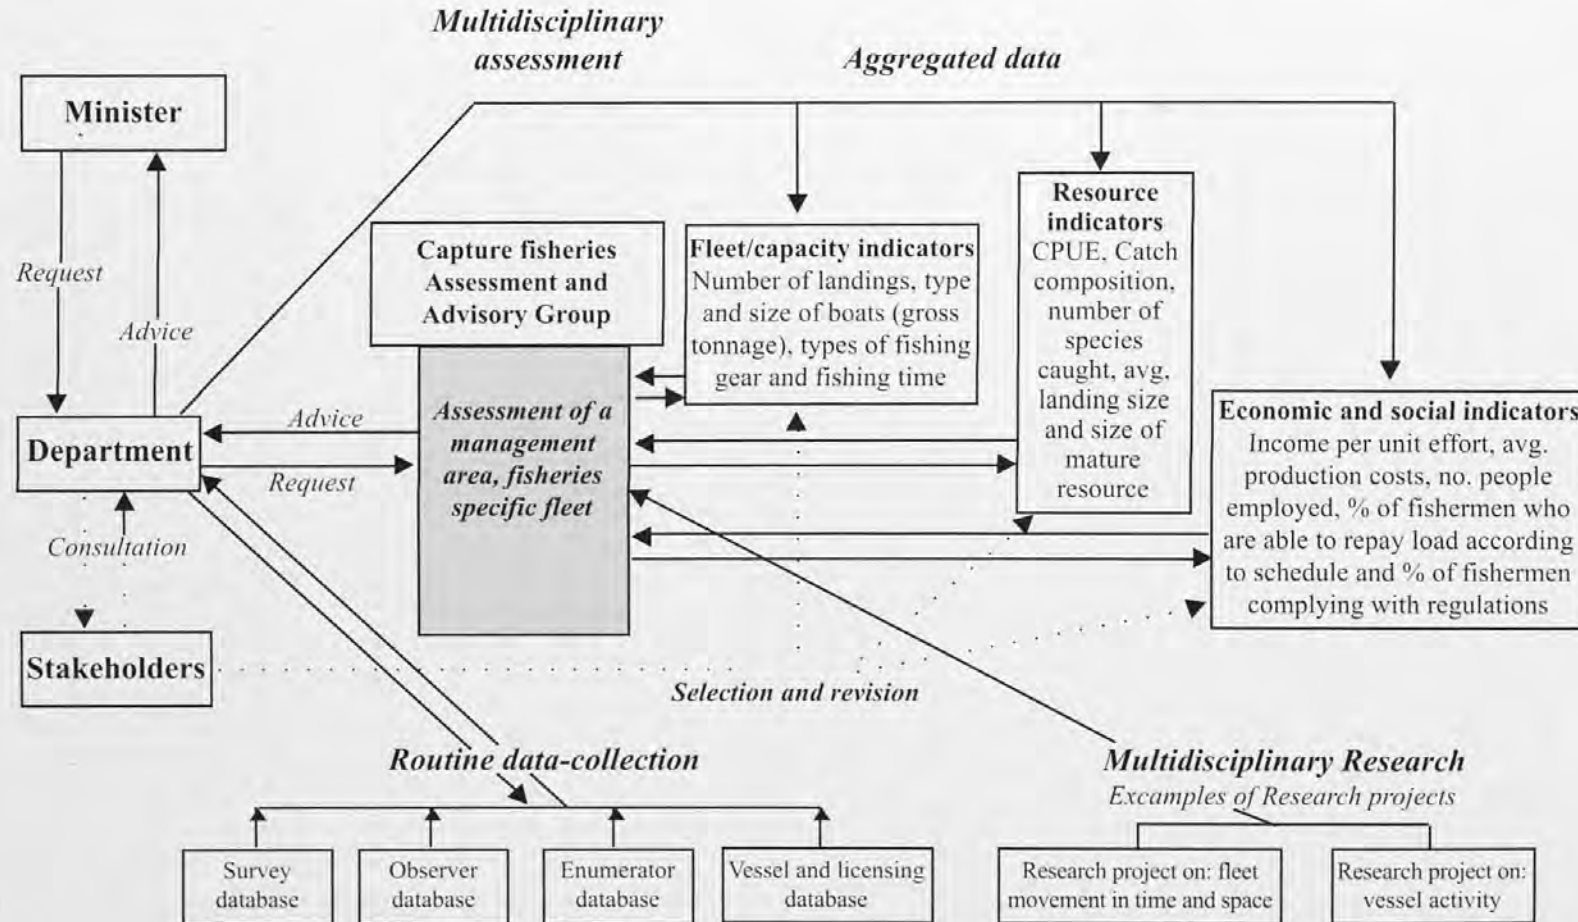 Multidisciplinary
assessment
Aggregated data
Minister
Request
Advice
Capture fisheries
Assessment and
Advisory Group
Fleet/capacity indicators
Number of landings, type
and size of boats (gross
tonnage), types of fishing
gear and fishing time
Resource
indicators
CPUE, Catch
composition,
number of
species
caught, avg,
landing size
and size of
mature
resource
Economic and social indicators
Income per unit effort, avg.
production costs, no. people
employed, % of fishermen who
are able to repay load according
to schedule and % of fishermen
complying with regulations
Assessment of a
management
area, fisheries
specific fleet
Department
Advice
Request
Consultation
Stakeholders
Selection and revision
Routine data-collection
Survey
database
Observer
database
Enumerator
database
Vessel and licensing
database
Multidisciplinary Research
Excamples of Research projects
Research project on: fleet
movement in time and space
Research project on:
vessel activity